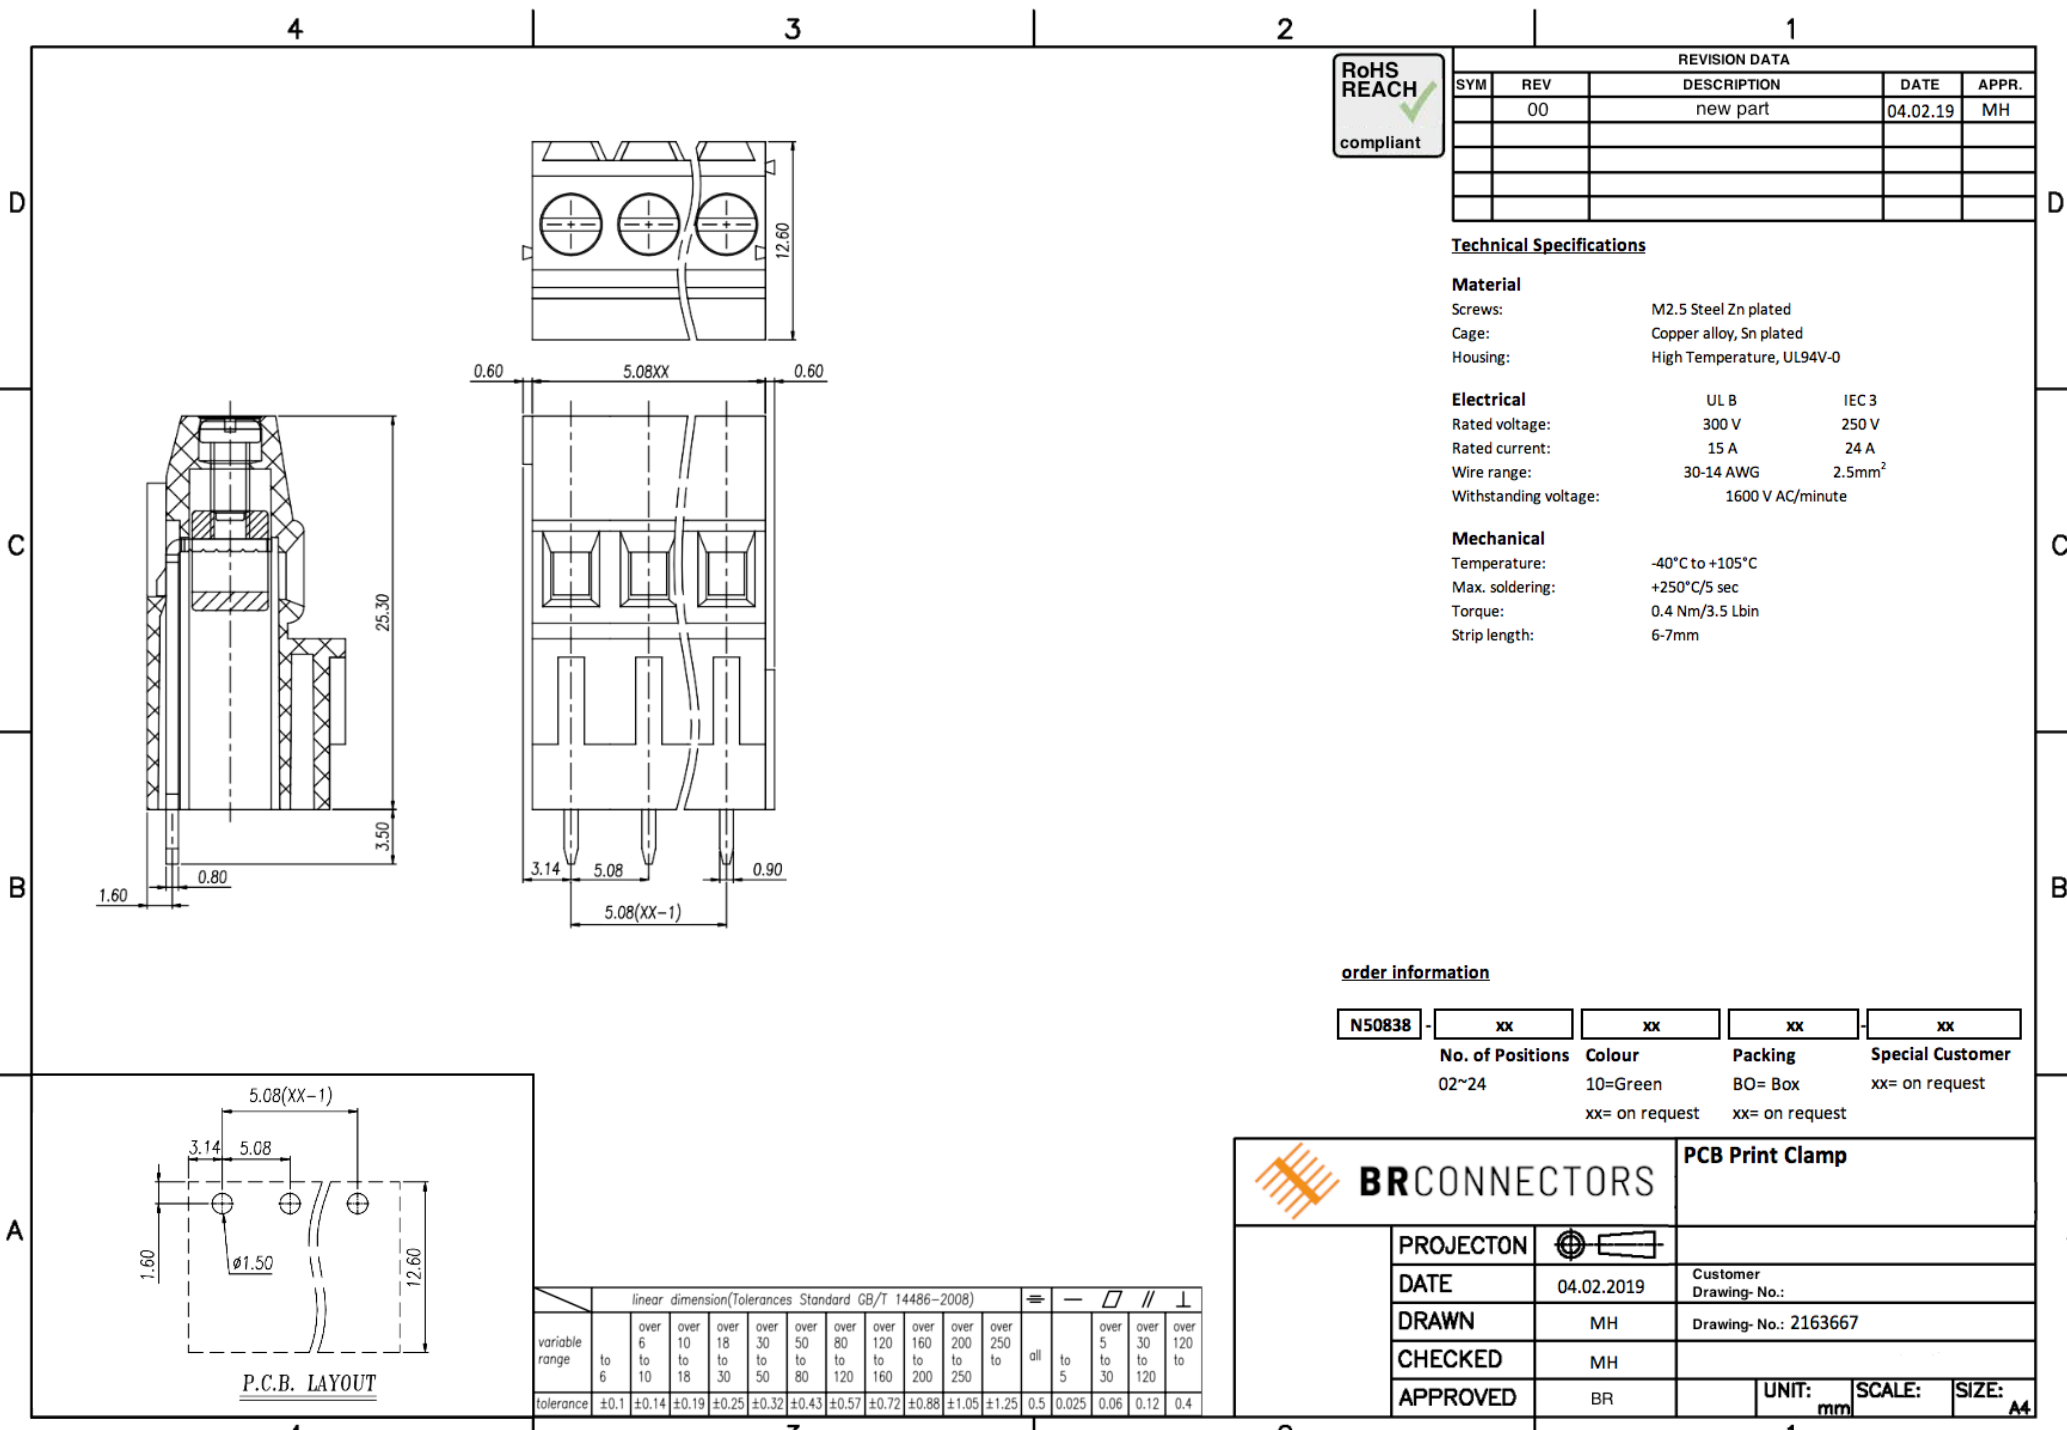 4 3 2 1
RoHS
REACH
compliant
REVISION DATA
SYM REV DESCRIPTION DATE APPR.
00 new part 04.02.19 MH
D D
12.60
Technical Specifications
Material
Screws: M2.5 Steel Zn plated
Cage: Copper alloy, Sn plated
Housing: High Temperature, UL94V-0
0.60 5.08XX 0.60
Electrical UL B IEC 3
Rated voltage: 300 V 250 V
Rated current: 15 A 24 A
Wire range: 30-14 AWG 2.5mm²
Withstanding voltage: 1600 V AC/minute
C C
Mechanical
Temperature: -40°C to +105°C
Max. soldering: +250°C/5 sec
Torque: 0.4 Nm/3.5 Lbin
Strip length: 6-7mm
25.30
3.50
0.80
1.60
3.14 5.08 0.90
5.08(XX-1)
B B
order information
N50838 - xx xx xx - xx
No. of Positions Colour Packing Special Customer
02~24 10=Green BO= Box xx= on request
xx= on request xx= on request
5.08(XX-1)
3.14 5.08
1.60
ø1.50
12.60
P.C.B. LAYOUT
A
BRCONNECTORS
PCB Print Clamp
PROJECTON
DATE 04.02.2019
Customer
Drawing- No.:
DRAWN MH
Drawing- No.: 2163667
CHECKED MH
APPROVED BR
UNIT: mm SCALE: SIZE: A4
linear dimension(Tolerances Standard GB/T 14486-2008) ⌯ — ▱ // ⊥
variable range to 6 over 6 to 10 over 10 to 18 over 18 to 30 over 30 to 50 over 50 to 80 over 80 to 120 over 120 to 160 over 160 to 200 over 200 to 250 over 250 to all to 5 over 5 to 30 over 30 to 120 over 120 to
tolerance ±0.1 ±0.14 ±0.19 ±0.25 ±0.32 ±0.43 ±0.57 ±0.72 ±0.88 ±1.05 ±1.25 0.5 0.025 0.06 0.12 0.4